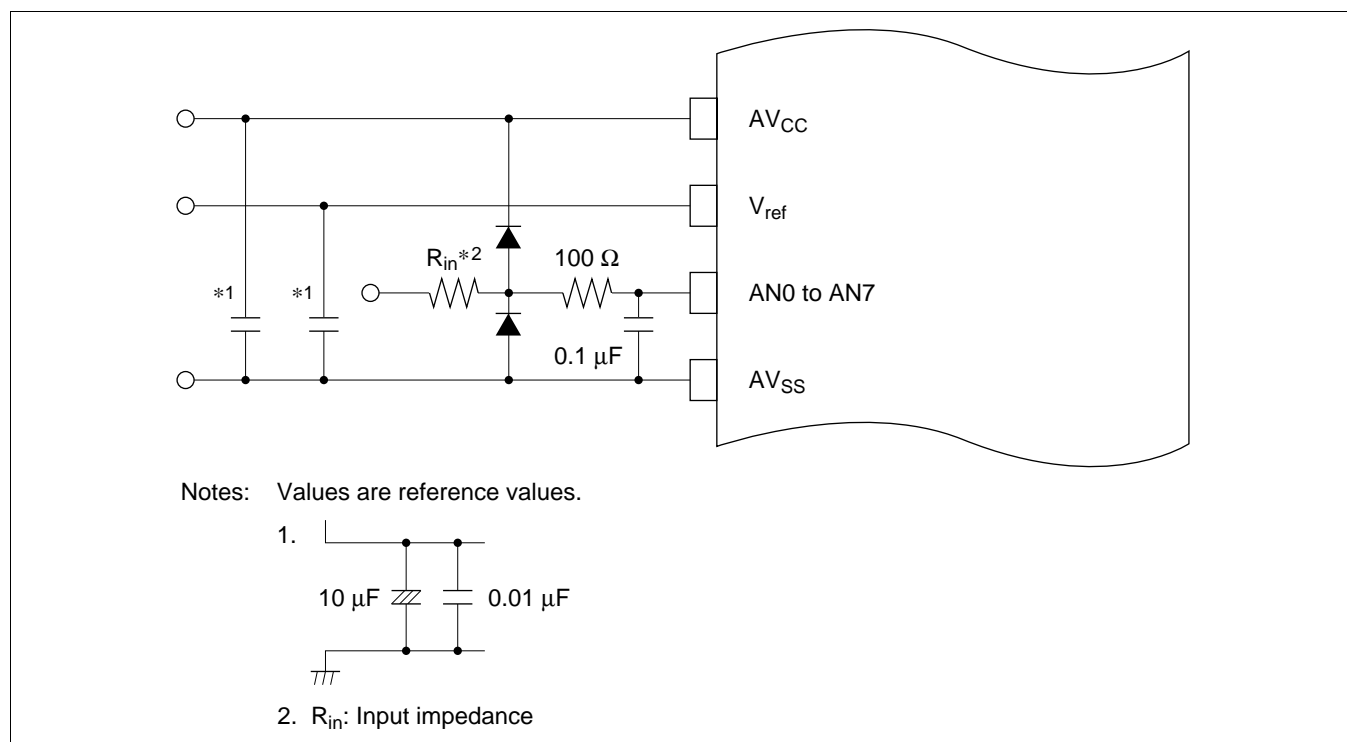 AVCC
Vref
Rin*2
100 Ω
*1
*1
AN0 to AN7
0.1 μF
AVSS
Notes: Values are reference values.
1.
10 μF
0.01 μF
2. Rin: Input impedance